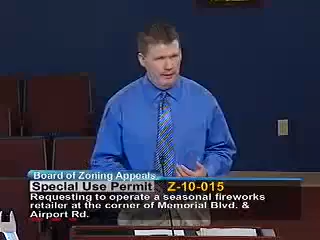 Board of Zoning Appeals
Special Use Permit Z-10-015
Requesting to operate a seasonal fireworks
retailer at the corner of Memorial Blvd. &
Airport Rd.